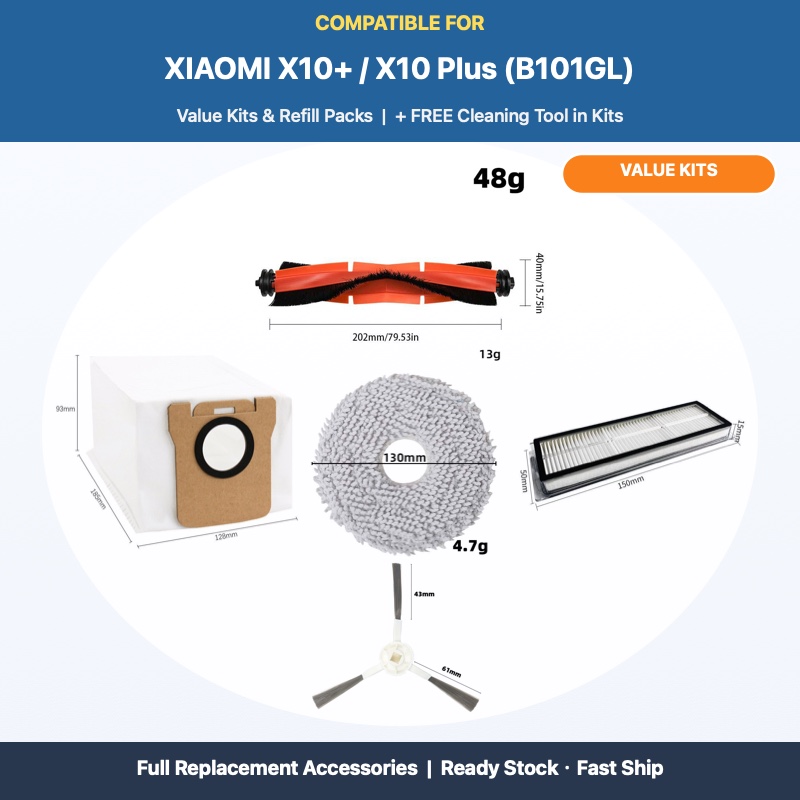 COMPATIBLE FOR
XIAOMI X10+ / X10 Plus (B101GL)
Value Kits & Refill Packs | + FREE Cleaning Tool in Kits
48g
VALUE KITS
40mm/15.75in
202mm/79.53in
13g
93mm
130mm
15mm
50mm
150mm
185mm
128mm
4.7g
43mm
61mm
Full Replacement Accessories | Ready Stock · Fast Ship